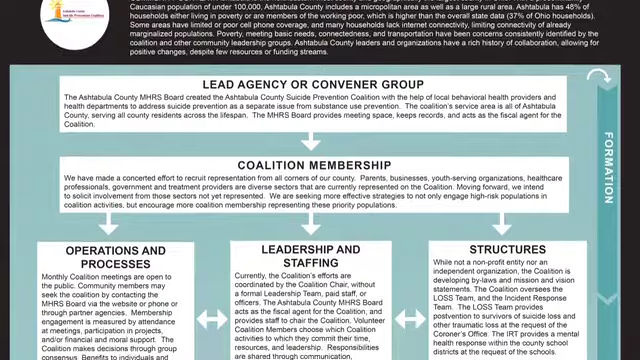 Ashtabula County
Suicide Prevention Coalition
Caucasian population of under 100,000, Ashtabula County includes a micropolitan area as well as a large rural area. Ashtabula has 48% of
households either living in poverty or are members of the working poor, which is higher than the overall state data (37% of Ohio households).
Some areas have limited or poor cell phone coverage, and many households lack internet connectivity, limiting connectivity of already
marginalized populations. Poverty, meeting basic needs, connectedness, and transportation have been concerns consistently identified by the
coalition and other community leadership groups. Ashtabula County leaders and organizations have a rich history of collaboration, allowing for
positive changes, despite few resources or funding streams.
LEAD AGENCY OR CONVENER GROUP
The Ashtabula County MHRS Board created the Ashtabula County Suicide Prevention Coalition with the help of local behavioral health providers and
health departments to address suicide prevention as a separate issue from substance use prevention. The coalition's service area is all of Ashtabula
County, serving all county residents across the lifespan. The MHRS Board provides meeting space, keeps records, and acts as the fiscal agent for the
Coalition.
FORMATION
COALITION MEMBERSHIP
We have made a concerted effort to recruit representation from all corners of our county. Parents, businesses, youth-serving organizations, healthcare
professionals, government and treatment providers are diverse sectors that are currently represented on the Coalition. Moving forward, we intend
to solicit involvement from those sectors not yet represented. We are seeking more effective strategies to not only engage high-risk populations in
coalition activities, but encourage more coalition membership representing these priority populations.
OPERATIONS AND
PROCESSES
Monthly Coalition meetings are open to
the public. Community members may
seek the coalition by contacting the
MHRS Board via the website or phone or
through partner agencies. Membership
engagement is measured by attendance
at meetings, participation in projects,
and/or financial and moral support. The
Coalition makes decisions through group
consensus. Benefits to individuals and
LEADERSHIP AND
STAFFING
Currently, the Coalition's efforts are
coordinated by the Coalition Chair, without
a formal Leadership Team, paid staff, or
officers. The Ashtabula County MHRS Board
acts as the fiscal agent for the Coalition, and
provides staff to chair the Coalition. Volunteer
Coalition Members choose which Coalition
activities to which they commit their time,
resources, and leadership. Responsibilities
are shared through communication,
STRUCTURES
While not a non-profit entity nor an
independent organization, the Coalition is
developing by-laws and mission and vision
statements. The Coalition oversees the
LOSS Team, and the Incident Response
Team. The LOSS Team provides
postvention to survivors of suicide loss and
other traumatic loss at the request of the
Coroner's Office. The IRT provides a mental
health response within the county school
districts at the request of the schools.